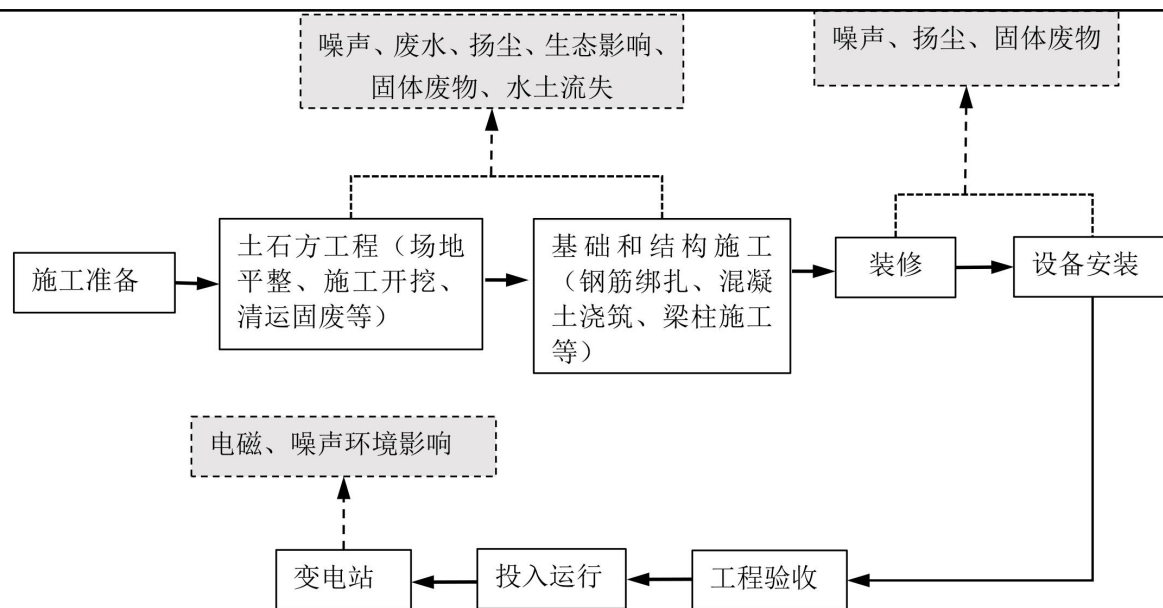 噪声、废水、扬尘、生态影响、
固体废物、水土流失
噪声、扬尘、固体废物
施工准备
土石方工程（场地
平整、施工开挖、
清运固废等）
基础和结构施工
（钢筋绑扎、混凝
土浇筑、梁柱施工
等）
装修
设备安装
电磁、噪声环境影响
变电站
投入运行
工程验收